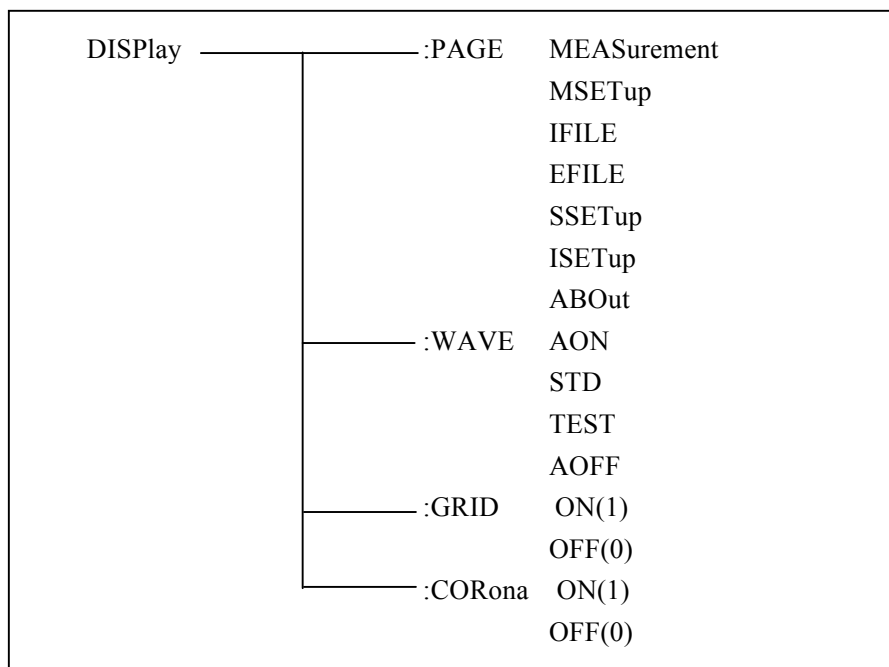 DISPlay :PAGE MEASurement
MSETup
IFILE
EFILE
SSETup
ISETup
ABOut
:WAVE AON
STD
TEST
AOFF
:GRID ON(1)
OFF(0)
:CORona ON(1)
OFF(0)